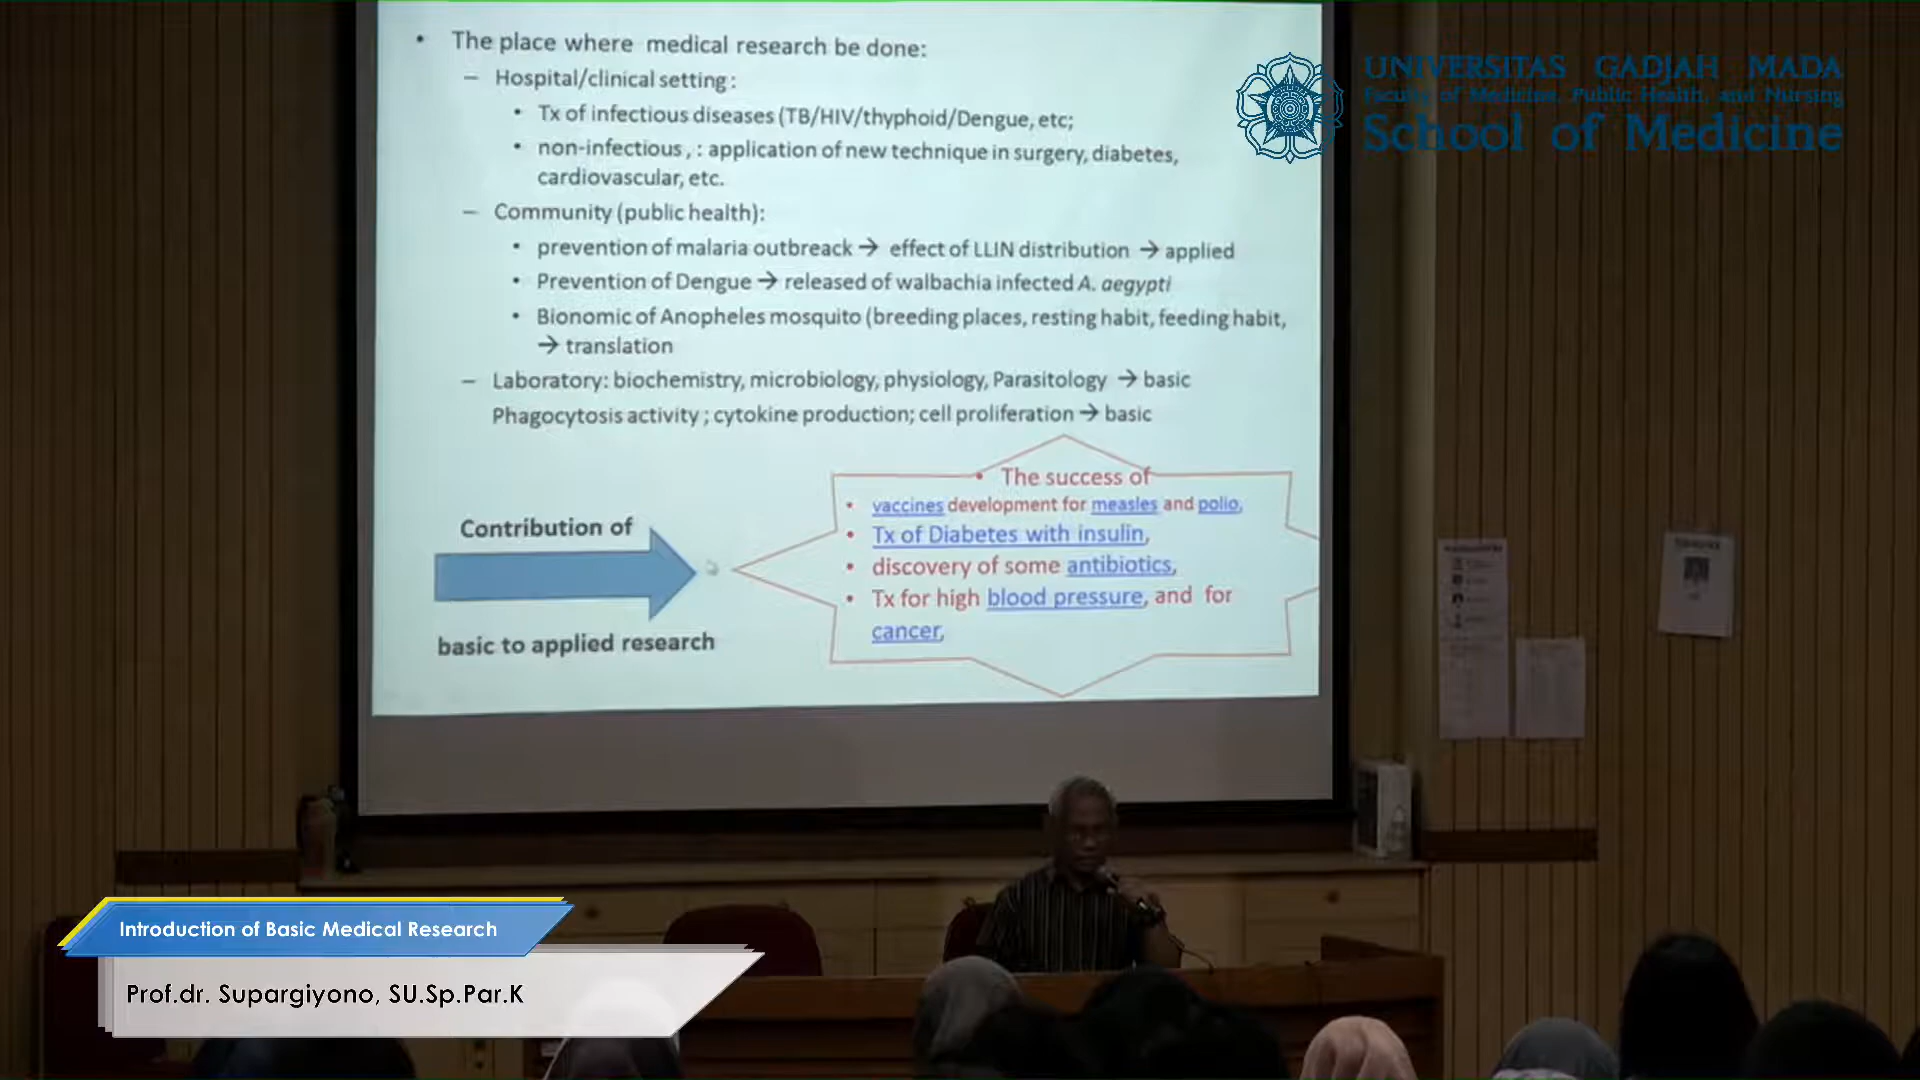 • The place where medical research be done:
– Hospital/clinical setting :
• Tx of infectious diseases (TB/HIV/thyphoid/Dengue, etc;
• non-infectious , : application of new technique in surgery, diabetes,
cardiovascular, etc.
– Community (public health):
• prevention of malaria outbreack → effect of LLIN distribution → applied
• Prevention of Dengue → released of walbachia infected A. aegypti
• Bionomic of Anopheles mosquito (breeding places, resting habit, feeding habit,
→ translation
– Laboratory: biochemistry, microbiology, physiology, Parasitology → basic
Phagocytosis activity ; cytokine production; cell proliferation → basic
Contribution of
basic to applied research
• The success of
• vaccines development for measles and polio,
• Tx of Diabetes with insulin,
• discovery of some antibiotics,
• Tx for high blood pressure, and for
cancer,
UNIVERSITAS GADJAH MADA
Faculty of Medicine, Public Health, and Nursing
School of Medicine
Introduction of Basic Medical Research
Prof.dr. Supargiyono, SU.Sp.Par.K